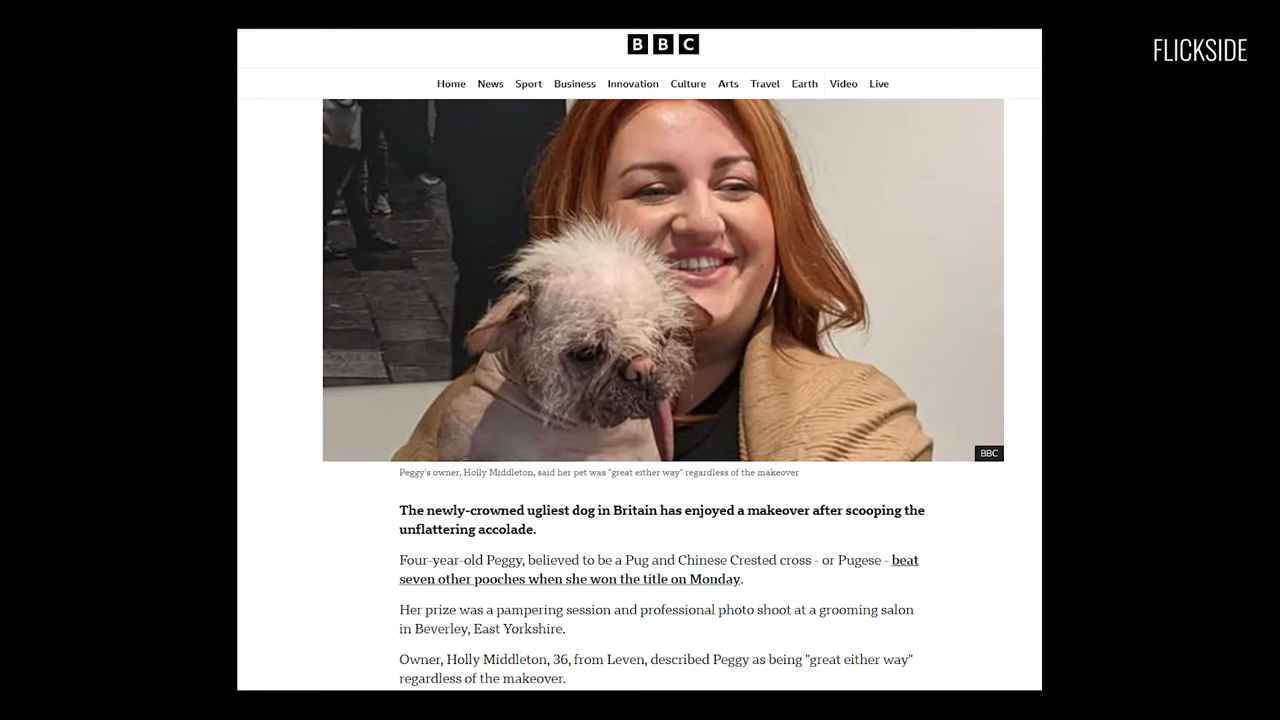 BBC
FLICKSIDE
Home News Sport Business Innovation Culture Arts Travel Earth Video Live
BBC
Peggy's owner, Holly Middleton, said her pet was "great either way" regardless of the makeover
The newly-crowned ugliest dog in Britain has enjoyed a makeover after scooping the
unflattering accolade.
Four-year-old Peggy, believed to be a Pug and Chinese Crested cross - or Pugese - beat
seven other pooches when she won the title on Monday.
Her prize was a pampering session and professional photo shoot at a grooming salon
in Beverley, East Yorkshire.
Owner, Holly Middleton, 36, from Leven, described Peggy as being "great either way"
regardless of the makeover.